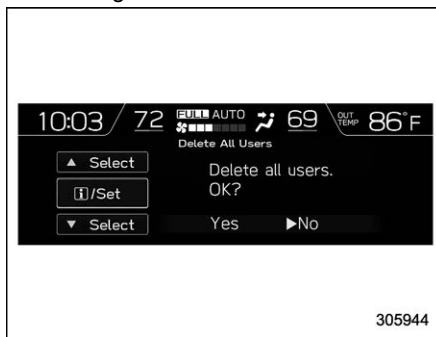 10:03 72 FULL AUTO 69 OUT TEMP 86°F
Delete All Users
▲ Select
Delete all users.
i/Set
OK?
▼ Select
Yes ▶No
305944